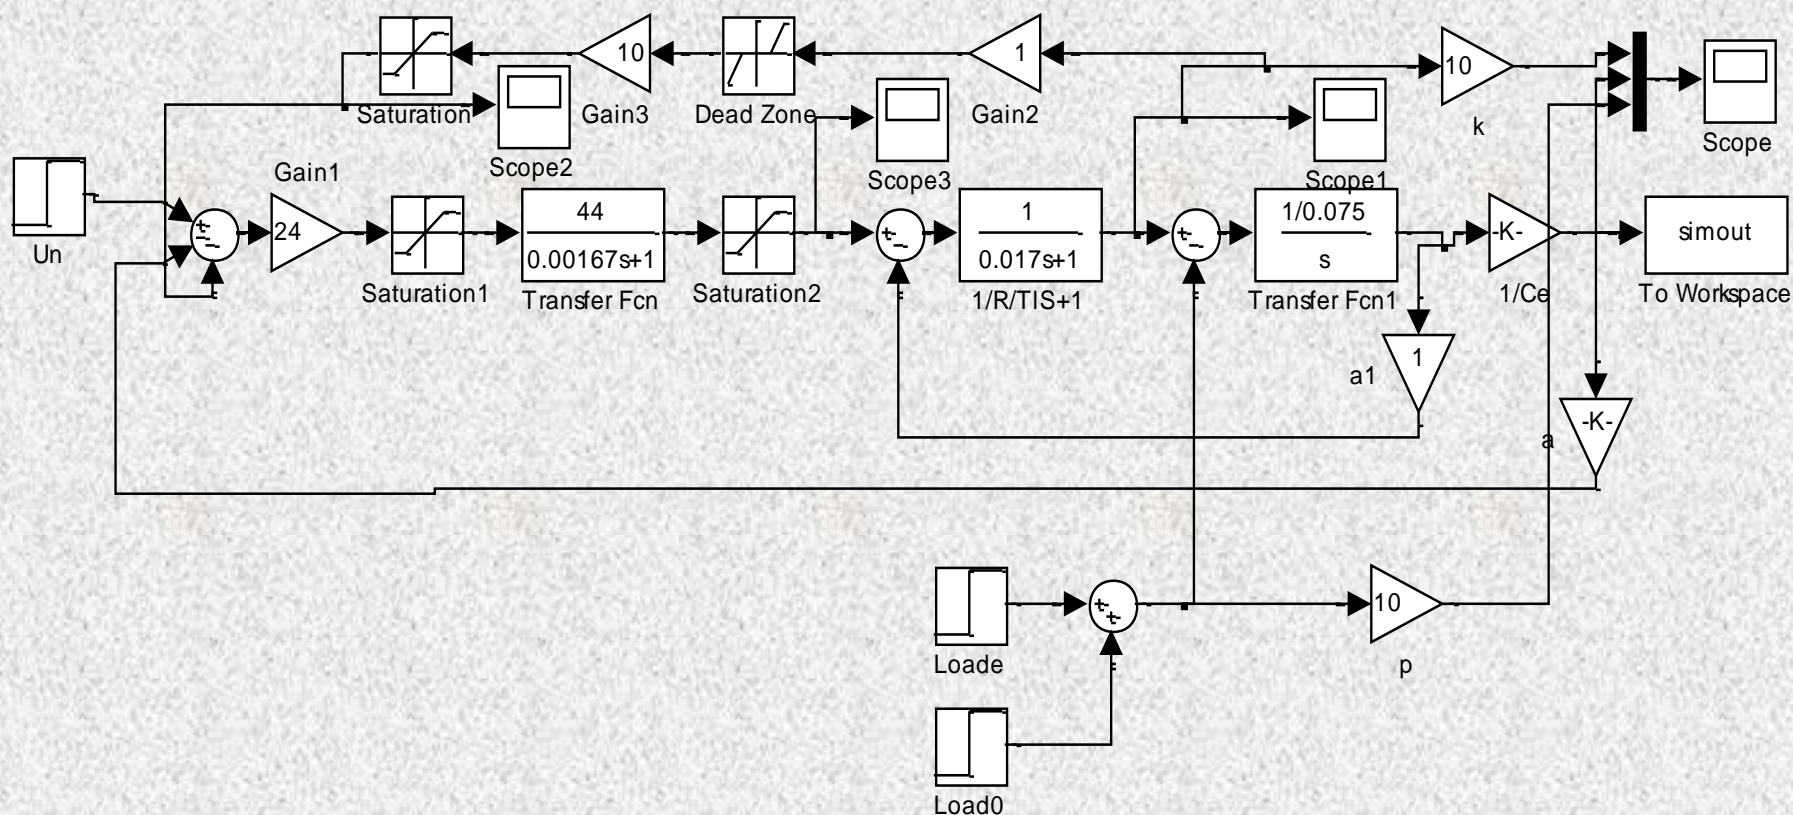 10
1
10
Saturation
Gain3
Dead Zone
Gain2
k
Scope
Scope2
Scope3
Scope1
Gain1
Un
24
44
0.00167s+1
1
0.017s+1
1/0.075
s
-K-
simout
Saturation1
Transfer Fcn
Saturation2
1/R/TIS+1
Transfer Fcn1
1/Ce
To Workspace
1
a1
-K-
a
10
Loade
p
Load0